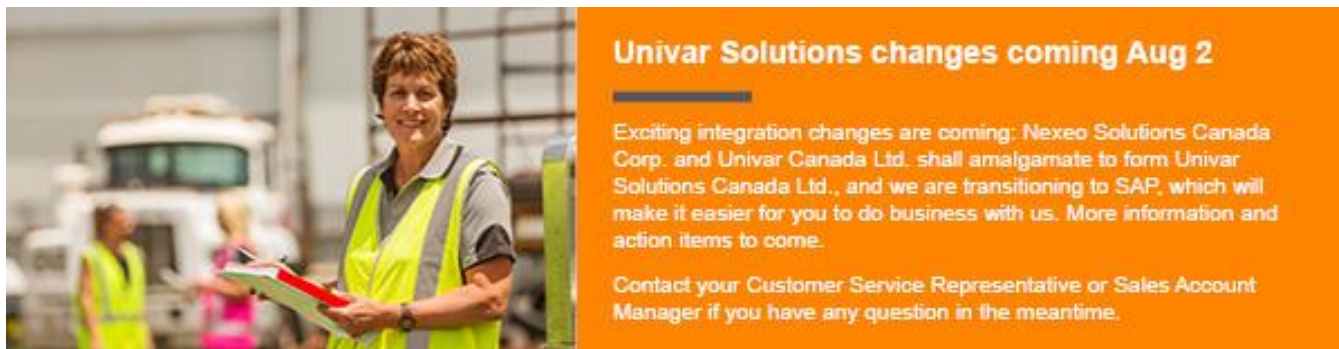 Univar Solutions changes coming Aug 2
Exciting integration changes are coming: Nexeo Solutions Canada
Corp. and Univar Canada Ltd. shall amalgamate to form Univar
Solutions Canada Ltd., and we are transitioning to SAP, which will
make it easier for you to do business with us. More information and
action items to come.
Contact your Customer Service Representative or Sales Account
Manager if you have any question in the meantime.